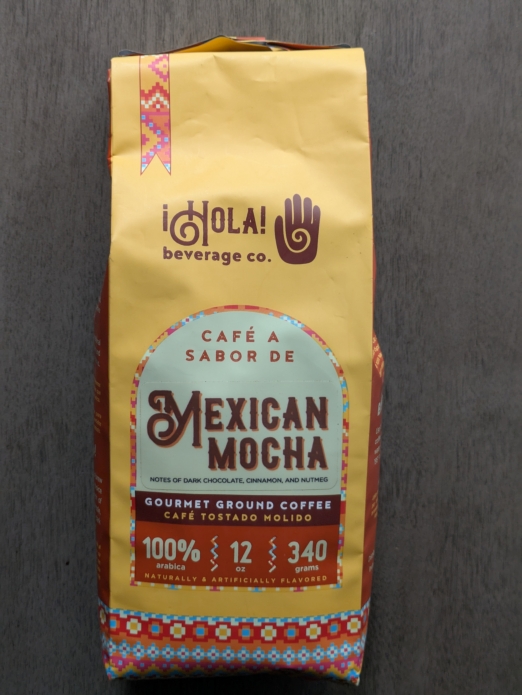 ¡HOLA!
beverage co.
CAFÉ A
SABOR DE
MEXICAN
MOCHA
NOTES OF DARK CHOCOLATE, CINNAMON, AND NUTMEG
GOURMET GROUND COFFEE
CAFÉ TOSTADO MOLIDO
100% 12 340
arabica oz grams
NATURALLY & ARTIFICIALLY FLAVORED